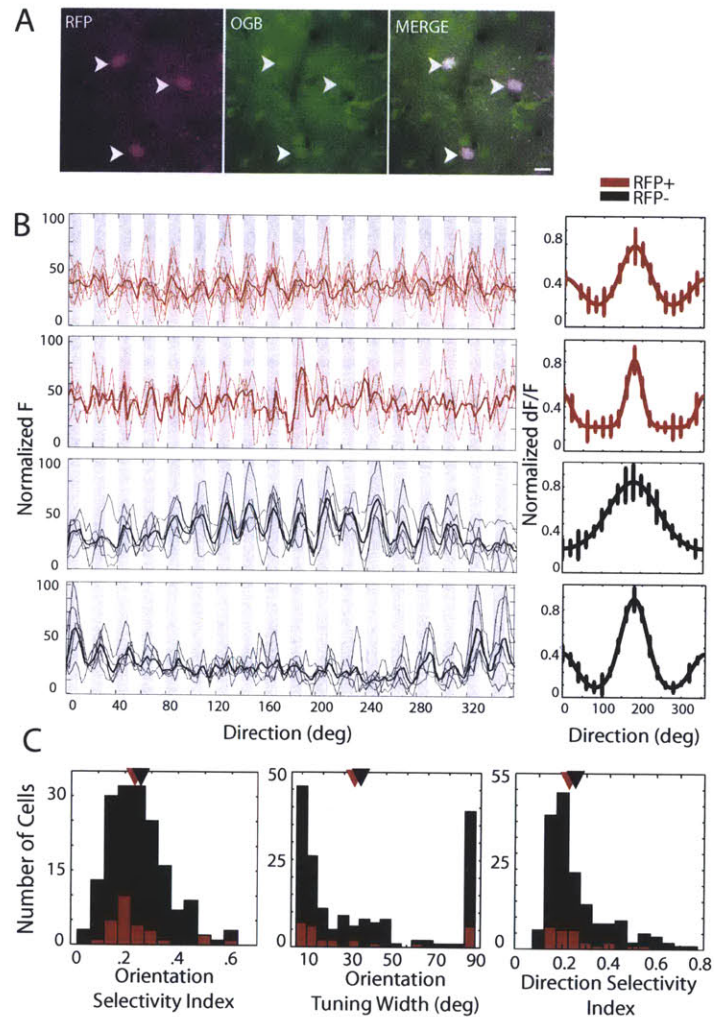 A
RFP
OGB
MERGE
RFP+
RFP-
B
100
50
0
100
50
0
100
50
0
100
50
0
Normalized F
0 40 80 120 160 200 240 280 320
Direction (deg)
0.8
0.4
0
0.8
0.4
0
0.8
0.4
0
0.8
0.4
0
Normalized dF/F
0 100 200 300
Direction (deg)
C
Number of Cells
30
15
0
0 .2 .4 .6
Orientation
Selectivity Index
50
25
0
10 30 50 70 90
Orientation
Tuning Width (deg)
55
25
0
0 0.2 0.4 0.6 0.8
Direction Selectivity
Index